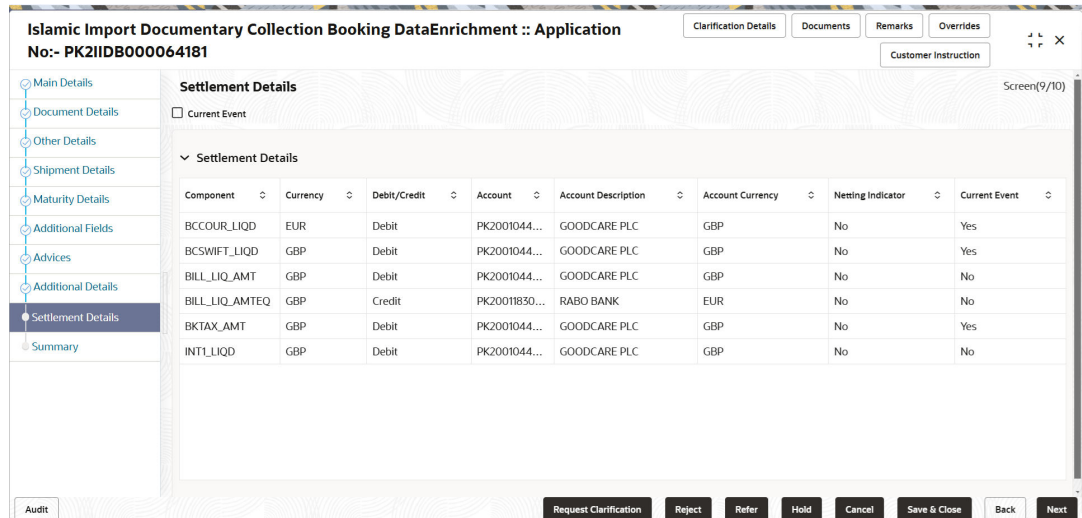 Islamic Import Documentary Collection Booking DataEnrichment :: Application
No:- PK2IIDB000064181
Clarification Details
Documents
Remarks
Overrides
Customer Instruction
Main Details
Document Details
Other Details
Shipment Details
Maturity Details
Additional Fields
Advices
Additional Details
Settlement Details
Summary
Settlement Details
Screen(9/10)
Current Event
Settlement Details
Component Currency Debit/Credit Account Account Description Account Currency Netting Indicator Current Event
BCCOUR_LIQD EUR Debit PK2001044... GOODCARE PLC GBP No Yes
BCSWIFT_LIQD GBP Debit PK2001044... GOODCARE PLC GBP No Yes
BILL_LIQ_AMT GBP Debit PK2001044... GOODCARE PLC GBP No No
BILL_LIQ_AMTEQ GBP Credit PK20011830... RABO BANK EUR No No
BKTAX_AMT GBP Debit PK2001044... GOODCARE PLC GBP No Yes
INT1_LIQD GBP Debit PK2001044... GOODCARE PLC GBP No No
Audit
Request Clarification
Reject
Refer
Hold
Cancel
Save & Close
Back
Next